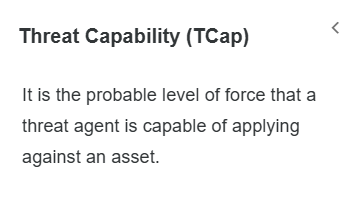 Threat Capability (TCap)
It is the probable level of force that a
threat agent is capable of applying
against an asset.